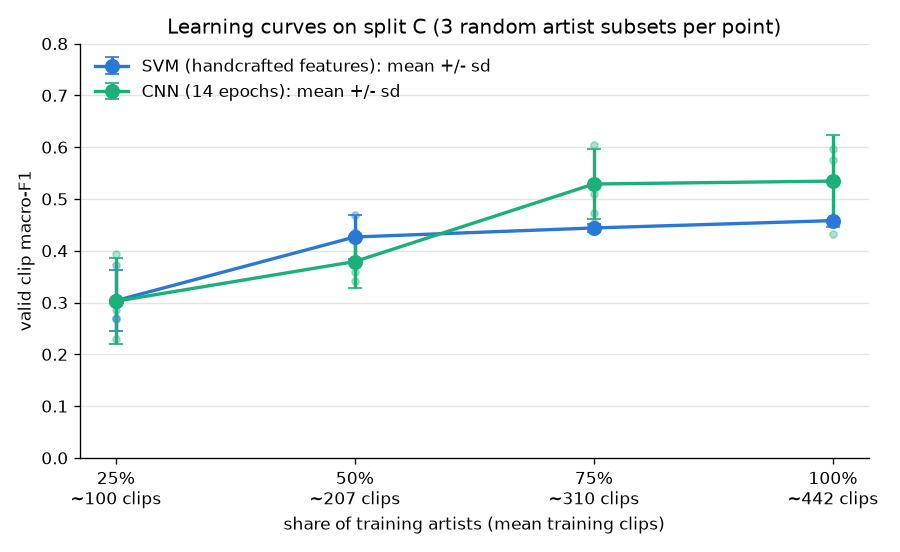 Learning curves on split C (3 random artist subsets per point)
SVM (handcrafted features): mean +/- sd
CNN (14 epochs): mean +/- sd
valid clip macro-F1
0.8
0.7
0.6
0.5
0.4
0.3
0.2
0.1
0.0
25% 50% 75% 100%
~100 clips ~207 clips ~310 clips ~442 clips
share of training artists (mean training clips)